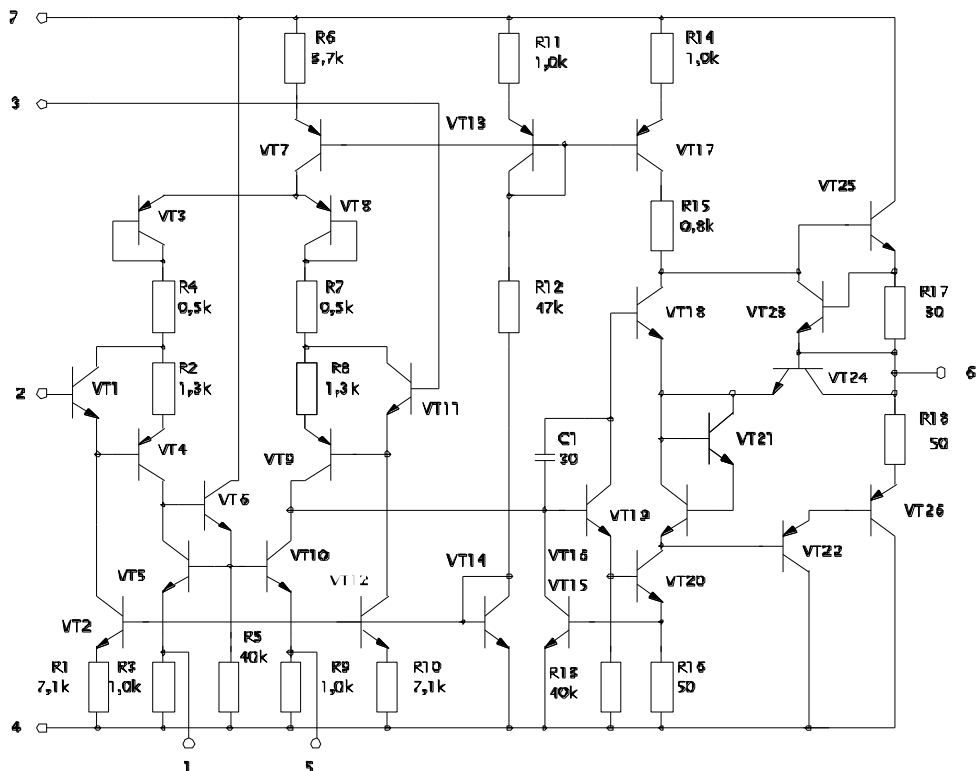 7
R6
3,7k
R11
1,0k
R14
1,0k
3
VT7
VT13
VT17
VT25
VT3
VT8
R15
0,8k
R4
0,5k
R7
0,5k
R12
47k
VT18
VT23
R17
30
2
VT1
R2
1,3k
R8
1,3k
VT11
VT24
6
R18
50
VT4
VT9
C1
30
VT21
VT6
VT19
VT26
VT5
VT10
VT12
VT14
VT16
VT15
VT20
VT22
VT2
R5
40k
R1
7,1k
R3
1,0k
R9
1,0k
R10
7,1k
R13
40k
R16
50
4
1
5